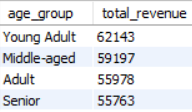 age_group total_revenue
Young Adult 62143
Middle-aged 59197
Adult 55978
Senior 55763